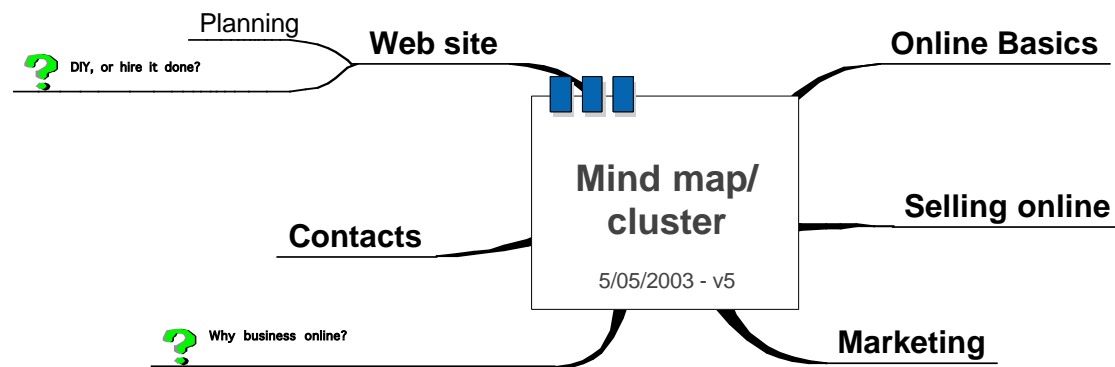 Planning
Web site
Online Basics
DIY, or hire it done?
Mind map/
cluster
Selling online
Contacts
5/05/2003 - v5
Why business online?
Marketing